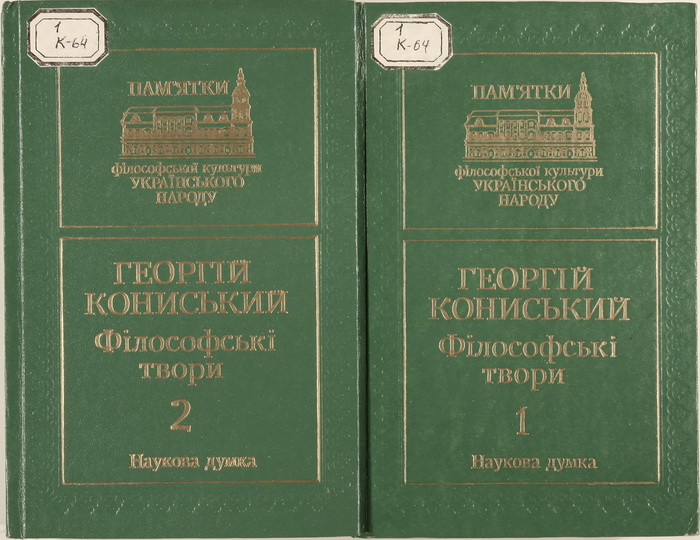 1
К-64
ПАМ'ЯТКИ
філософської культури
УКРАЇНСЬКОГО
НАРОДУ
ГЕОРГІЙ
КОНИСЬКИЙ
Філософські
твори
2
Наукова думка
1
К-64
ПАМ'ЯТКИ
філософської культури
УКРАЇНСЬКОГО
НАРОДУ
ГЕОРГІЙ
КОНИСЬКИЙ
Філософські
твори
1
Наукова думка